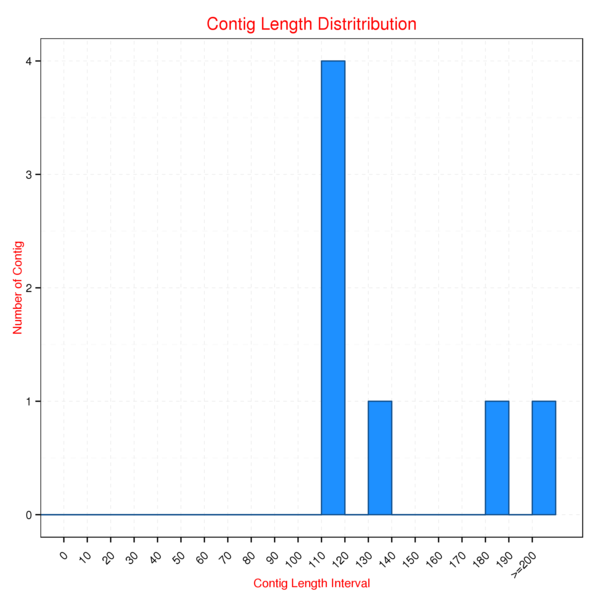 Contig Length Distritribution
4
3
2
1
0
Number of Contig
0 10 20 30 40 50 60 70 80 90 100 110 120 130 140 150 160 170 180 190 >=200
Contig Length Interval